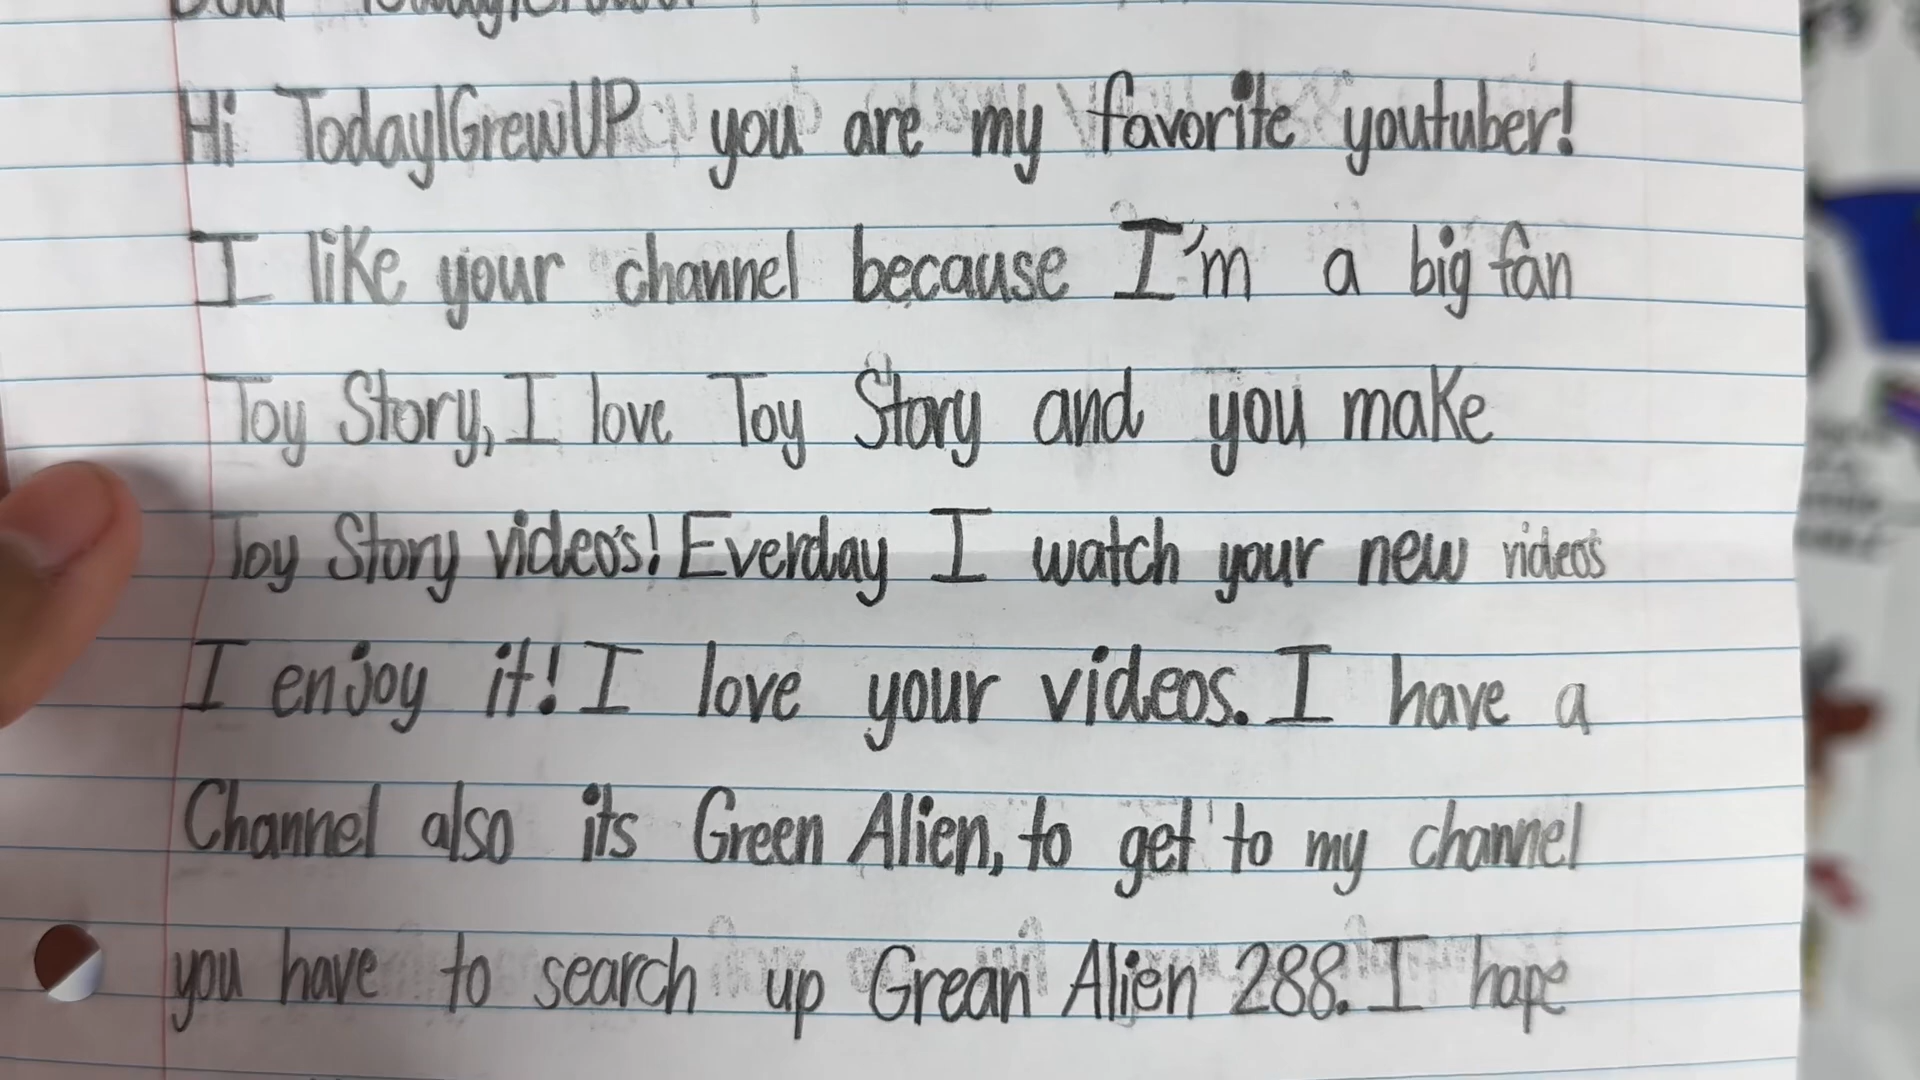 Hi TodayIGrewUP you are my favorite youtuber!
I like your channel because I'm a big fan
Toy Story, I love Toy Story and you make
Toy Story video's! Everday I watch your new video's
I enjoy it! I love your videos. I have a
Channel also its Green Alien, to get to my channel
you have to search up Grean Alien 288. I hope